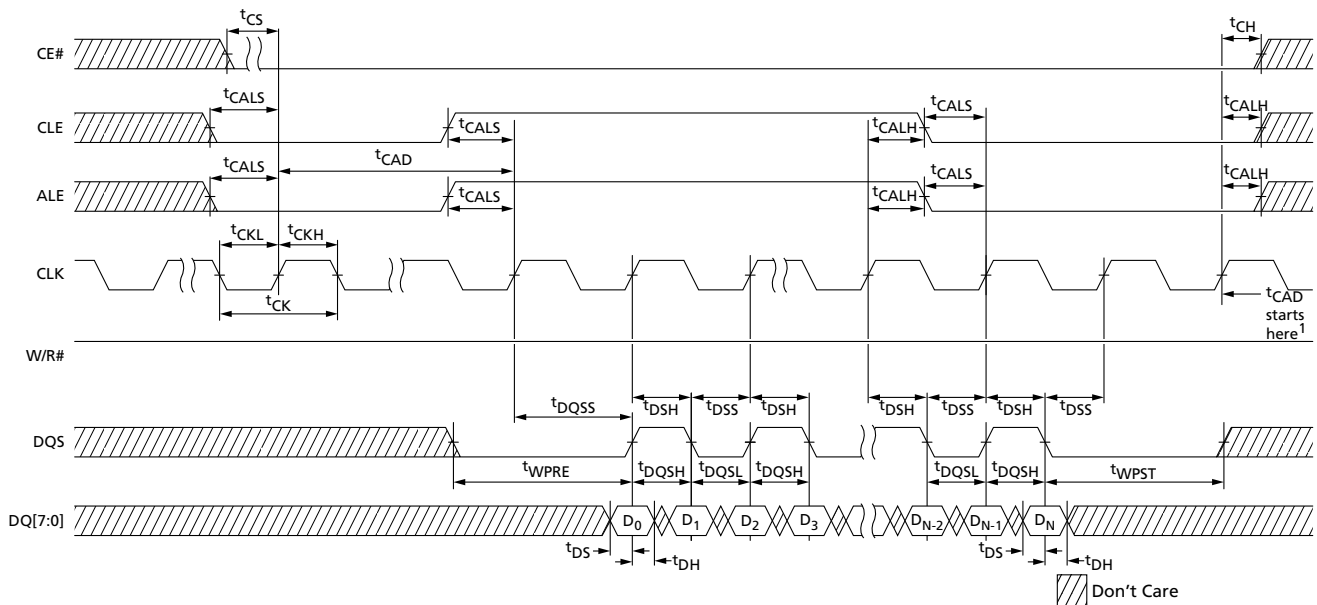 tCS
tCH
CE#
tCALS
tCALS
tCALH
CLE
tCALS
tCALH
tCAD
tCALS
tCALS
tCALH
ALE
tCALS
tCALH
tCKL
tCKH
CLK
tCK
tCAD
starts
here1
W/R#
tDQSS
tDSH
tDSS
tDSH
tDSH
tDSS
tDSH
tDSS
DQS
tWPRE
tDQSH
tDQSL
tDQSH
tDQSL
tDQSH
tWPST
DQ[7:0]
D0
D1
D2
D3
DN-2
DN-1
DN
tDS
tDH
tDS
tDH
Don't Care